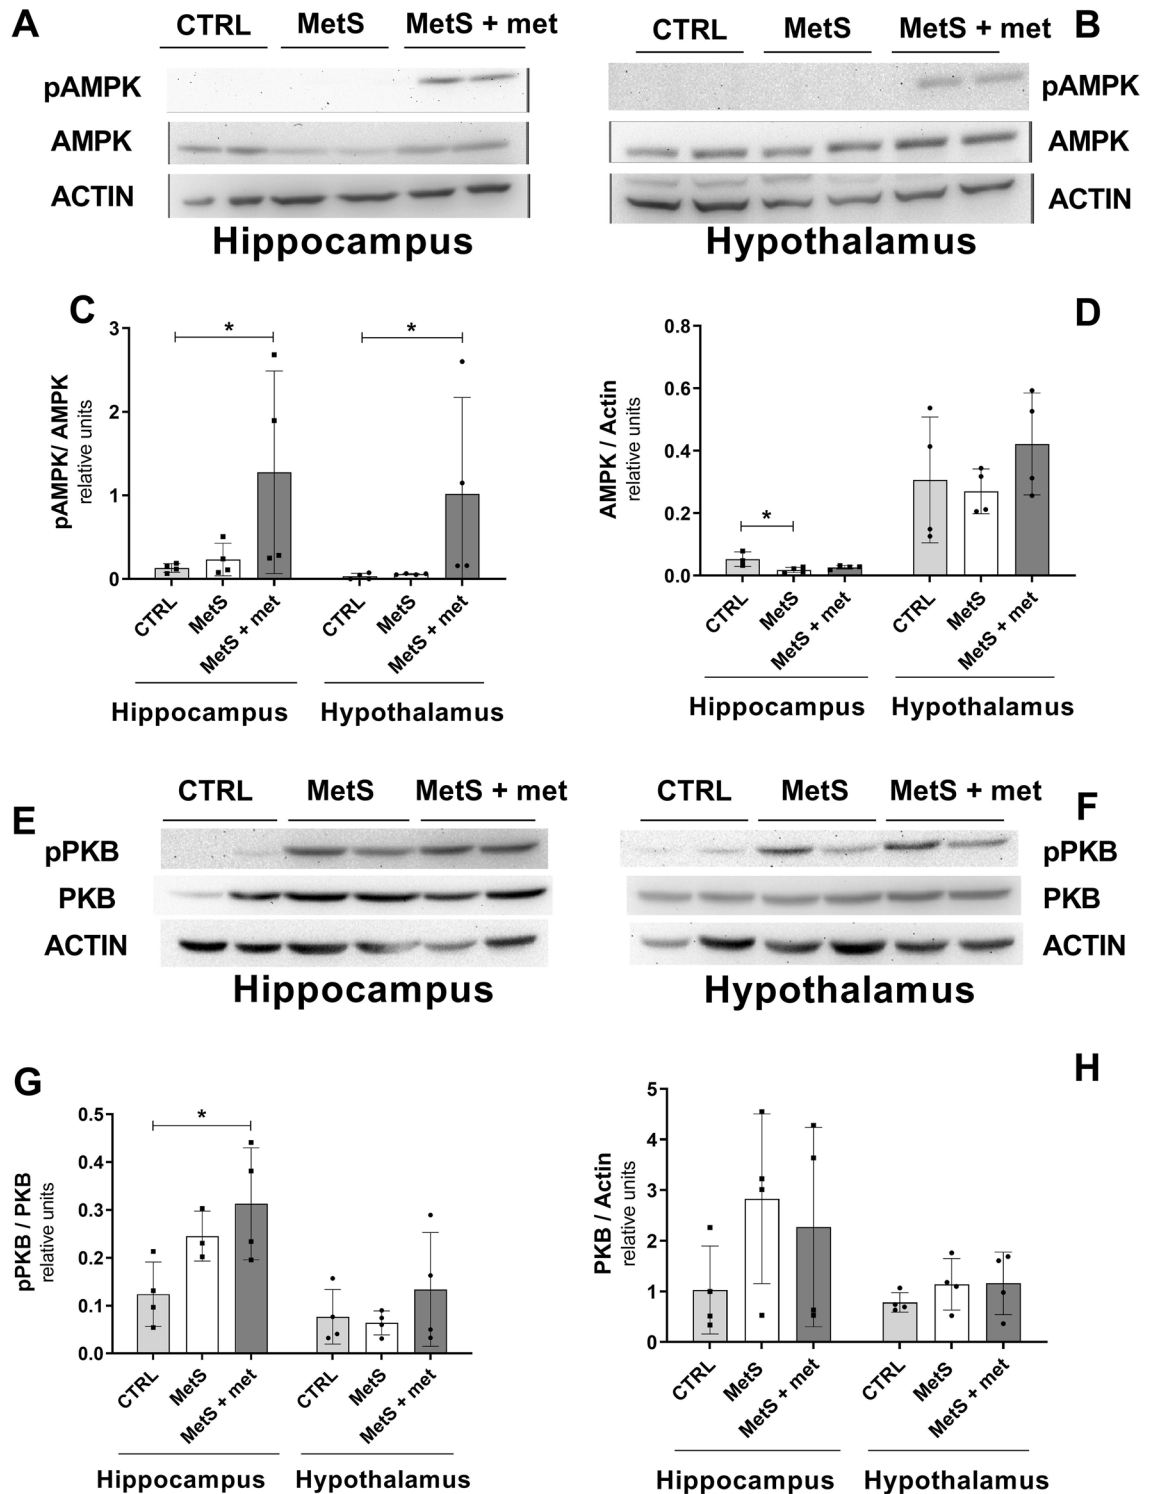 A
CTRL MetS MetS + met
pAMPK
AMPK
ACTIN
Hippocampus
CTRL MetS MetS + met
B
pAMPK
AMPK
ACTIN
Hypothalamus
C
pAMPK/ AMPK
relative units
3
2
1
0
*
*
CTRL
MetS
MetS + met
CTRL
MetS
MetS + met
Hippocampus Hypothalamus
D
AMPK / Actin
relative units
0.8
0.6
0.4
0.2
0.0
*
CTRL
MetS
MetS + met
CTRL
MetS
MetS + met
Hippocampus Hypothalamus
E
CTRL MetS MetS + met
pPKB
PKB
ACTIN
Hippocampus
CTRL MetS MetS + met
F
pPKB
PKB
ACTIN
Hypothalamus
G
pPKB / PKB
relative units
0.5
0.4
0.3
0.2
0.1
0.0
*
CTRL
MetS
MetS + met
CTRL
MetS
MetS + met
Hippocampus Hypothalamus
H
PKB / Actin
relative units
5
4
3
2
1
0
CTRL
MetS
MetS + met
CTRL
MetS
MetS + met
Hippocampus Hypothalamus